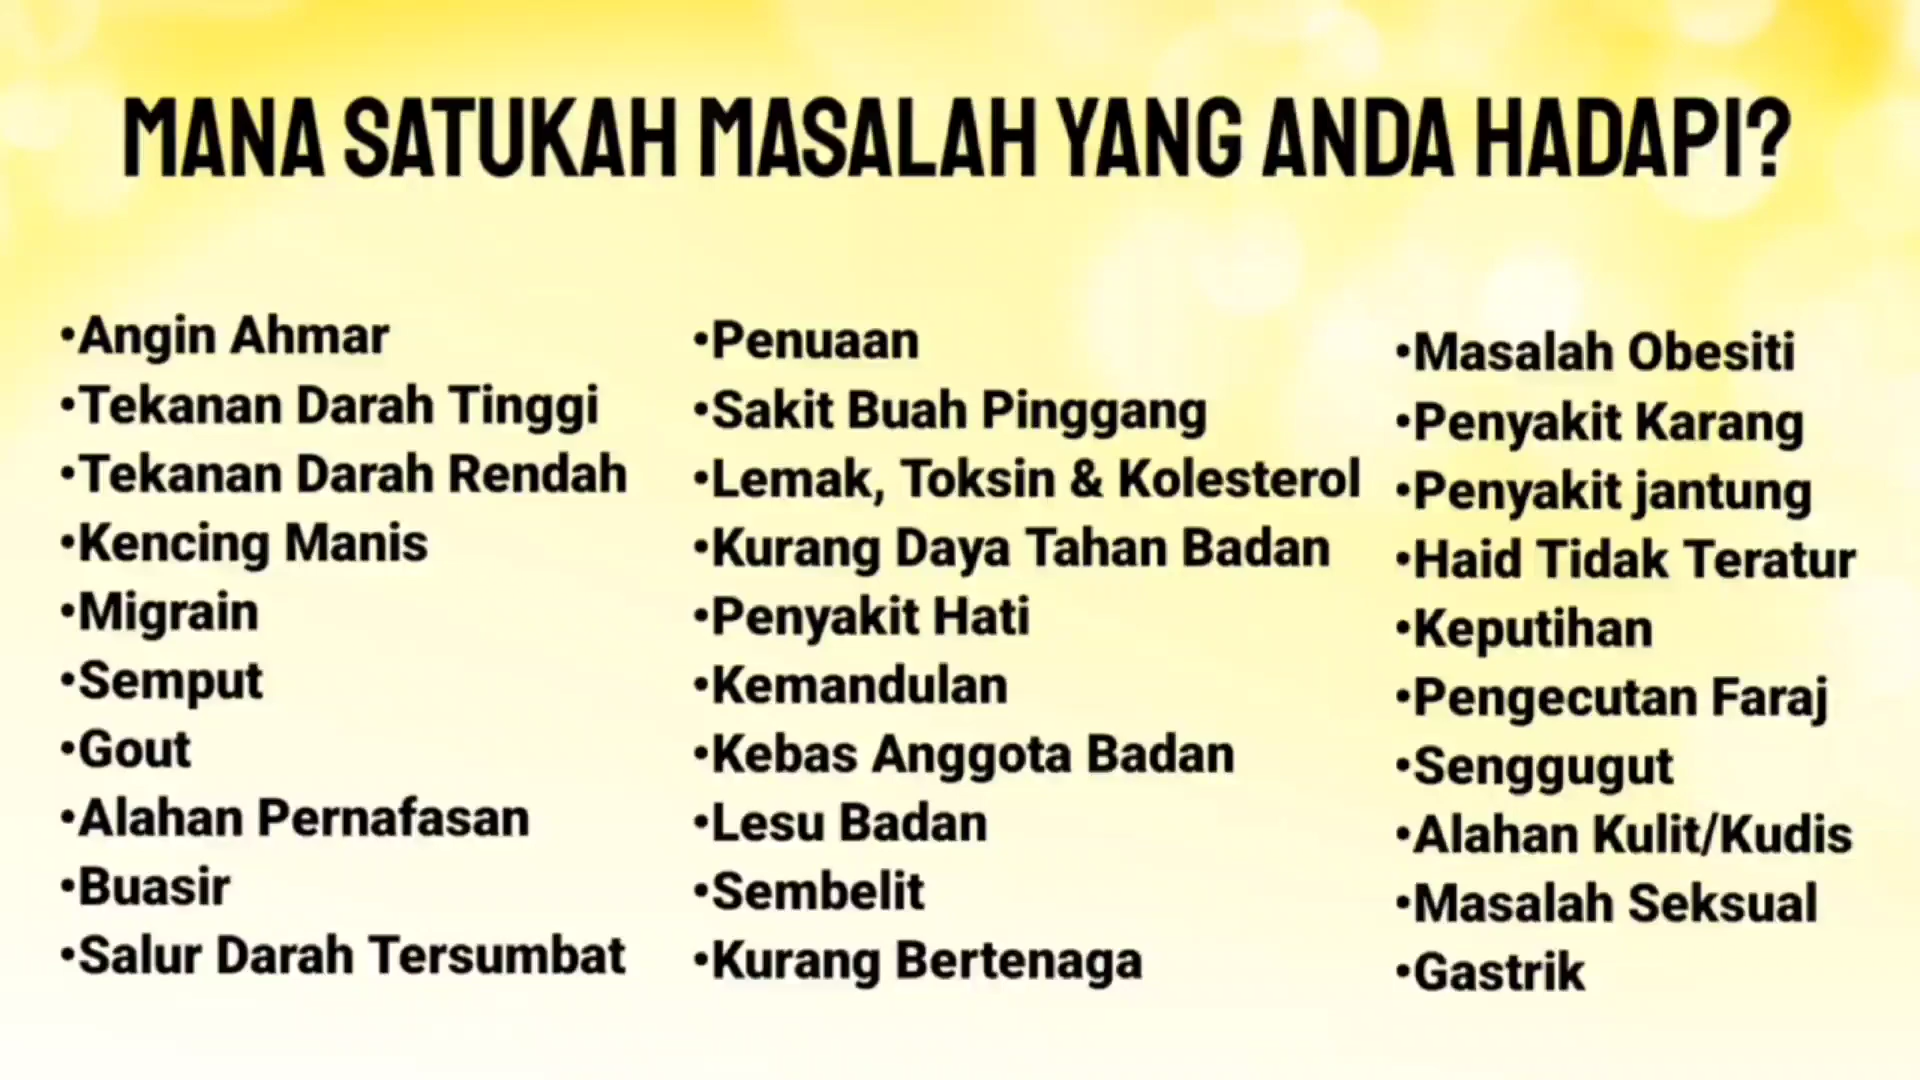 MANA SATUKAH MASALAH YANG ANDA HADAPI?
•Angin Ahmar
•Tekanan Darah Tinggi
•Tekanan Darah Rendah
•Kencing Manis
•Migrain
•Semput
•Gout
•Alahan Pernafasan
•Buasir
•Salur Darah Tersumbat
•Penuaan
•Sakit Buah Pinggang
•Lemak, Toksin & Kolesterol
•Kurang Daya Tahan Badan
•Penyakit Hati
•Kemandulan
•Kebas Anggota Badan
•Lesu Badan
•Sembelit
•Kurang Bertenaga
•Masalah Obesiti
•Penyakit Karang
•Penyakit jantung
•Haid Tidak Teratur
•Keputihan
•Pengecutan Faraj
•Senggugut
•Alahan Kulit/Kudis
•Masalah Seksual
•Gastrik